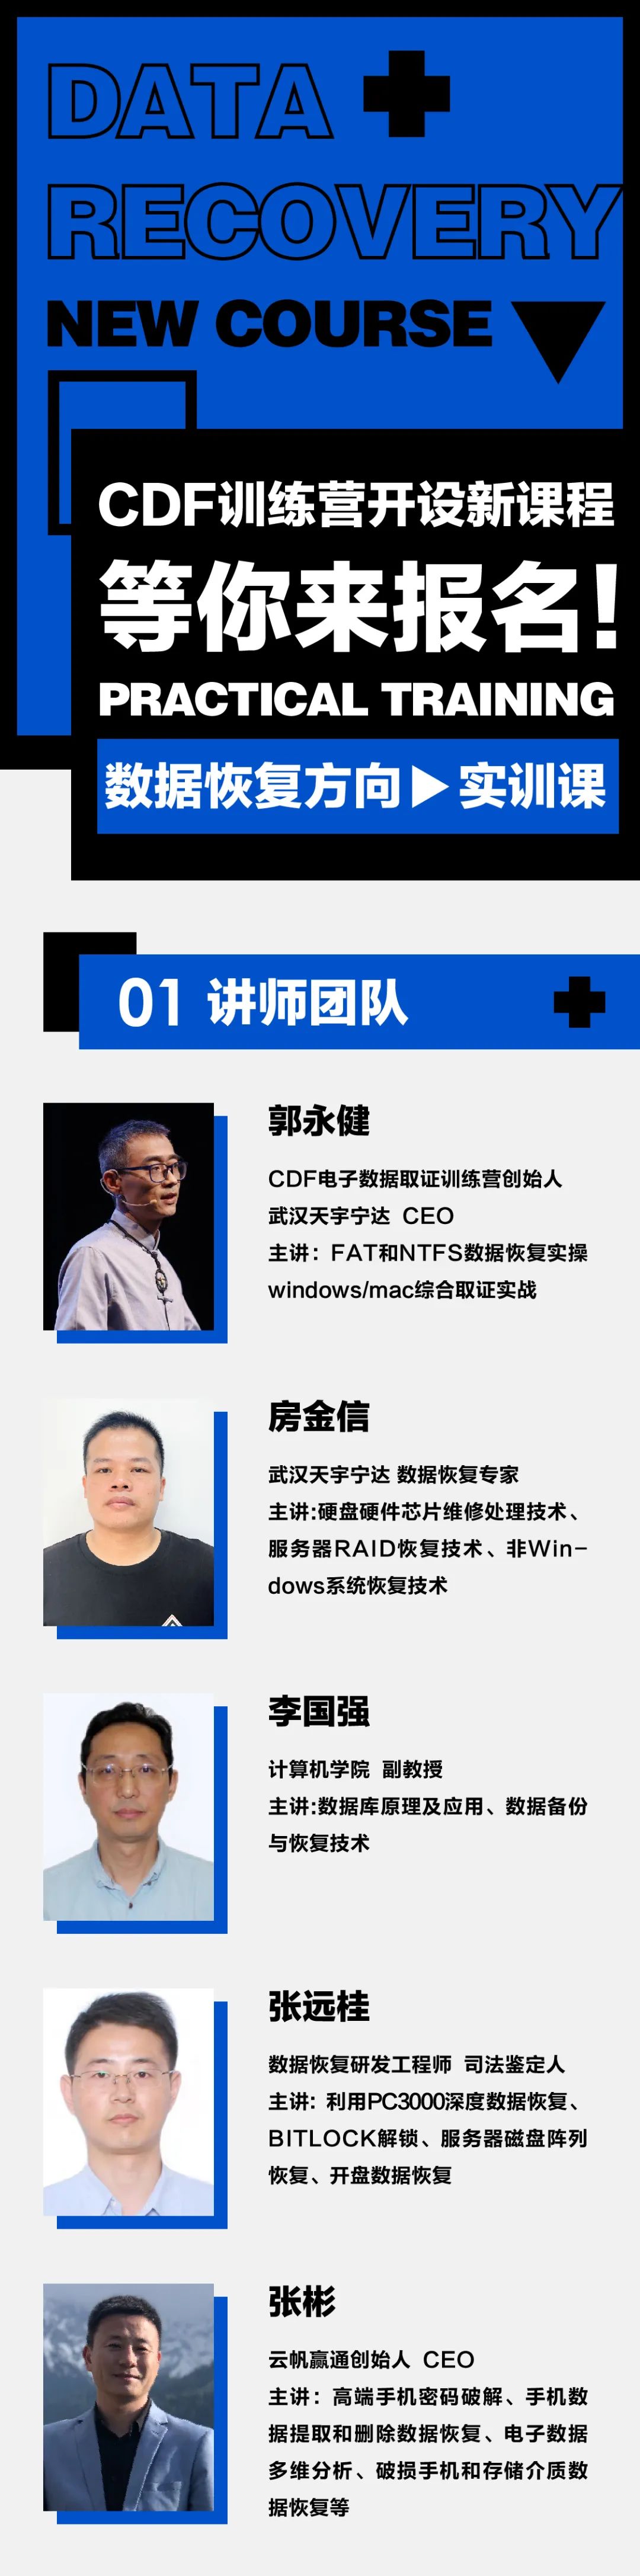 DATA
RECOVERY
NEW COURSE
CDF训练营开设新课程
等你来报名!
PRACTICAL TRAINING
数据恢复方向▶实训课
01 讲师团队
郭永健
CDF电子数据取证训练营创始人
武汉天宇宁达 CEO
主讲：FAT和NTFS数据恢复实操
windows/mac综合取证实战
房金信
武汉天宇宁达 数据恢复专家
主讲:硬盘硬件芯片维修处理技术、
服务器RAID恢复技术、非Win-
dows系统恢复技术
李国强
计算机学院 副教授
主讲:数据库原理及应用、数据备份
与恢复技术
张远桂
数据恢复研发工程师 司法鉴定人
主讲: 利用PC3000深度数据恢复、
BITLOCK解锁、服务器磁盘阵列
恢复、开盘数据恢复
张彬
云帆赢通创始人 CEO
主讲：高端手机密码破解、手机数
据提取和删除数据恢复、电子数据
多维分析、破损手机和存储介质数
据恢复等